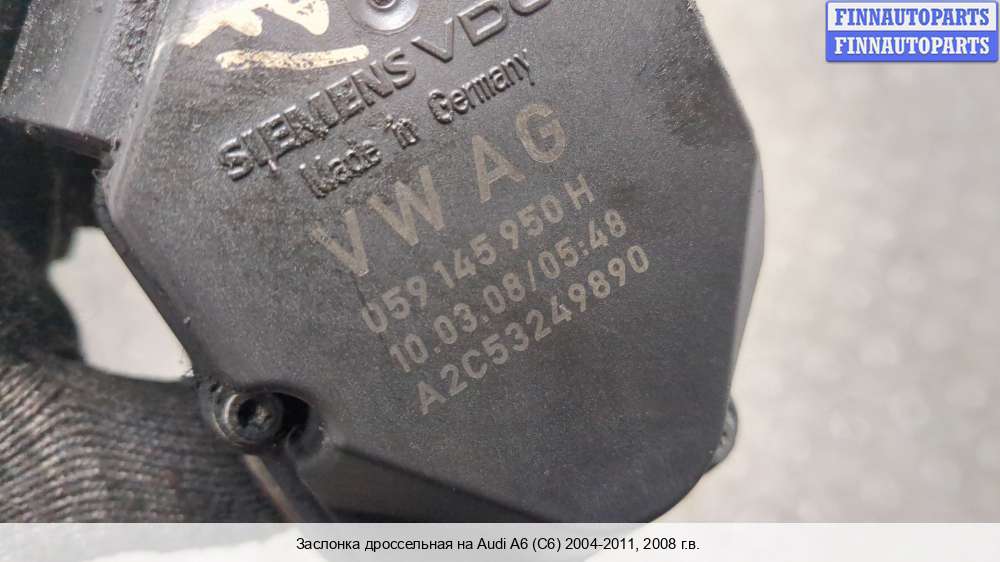 FINNAUTOPARTS
FINNAUTOPARTS
SIEMENS VDO
Made in Germany
VW AG
059 145 950 H
10.03.08/05:48
A2C53249890
Заслонка дроссельная на Audi A6 (C6) 2004-2011, 2008 г.в.